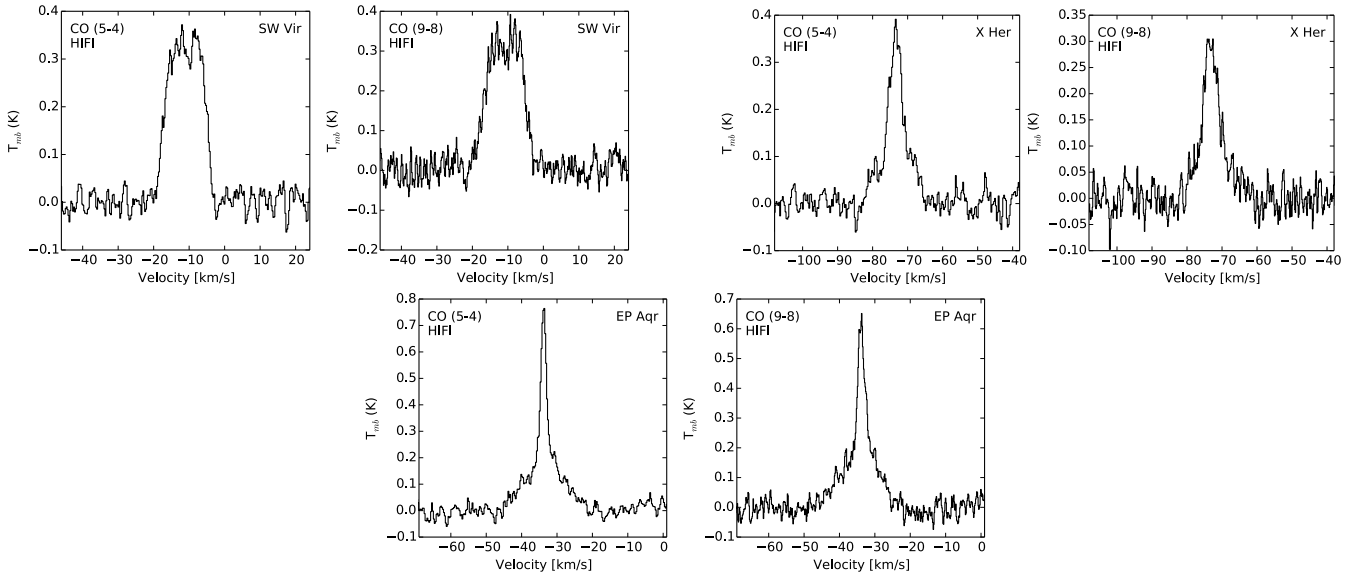 CO (5-4) SW Vir
HIFI
0.4
0.3
0.2
0.1
0.0
−0.1
T_mb (K)
−40 −30 −20 −10 0 10 20
Velocity [km/s]
CO (9-8) SW Vir
HIFI
0.4
0.3
0.2
0.1
0.0
−0.1
−0.2
T_mb (K)
−40 −30 −20 −10 0 10 20
Velocity [km/s]
CO (5-4) X Her
HIFI
0.4
0.3
0.2
0.1
0.0
−0.1
T_mb (K)
−100 −90 −80 −70 −60 −50 −40
Velocity [km/s]
CO (9-8) X Her
HIFI
0.35
0.30
0.25
0.20
0.15
0.10
0.05
0.00
−0.05
−0.10
T_mb (K)
−100 −90 −80 −70 −60 −50 −40
Velocity [km/s]
CO (5-4) EP Aqr
HIFI
0.8
0.7
0.6
0.5
0.4
0.3
0.2
0.1
0.0
−0.1
T_mb (K)
−60 −50 −40 −30 −20 −10 0
Velocity [km/s]
CO (9-8) EP Aqr
HIFI
0.7
0.6
0.5
0.4
0.3
0.2
0.1
0.0
−0.1
T_mb (K)
−60 −50 −40 −30 −20 −10 0
Velocity [km/s]